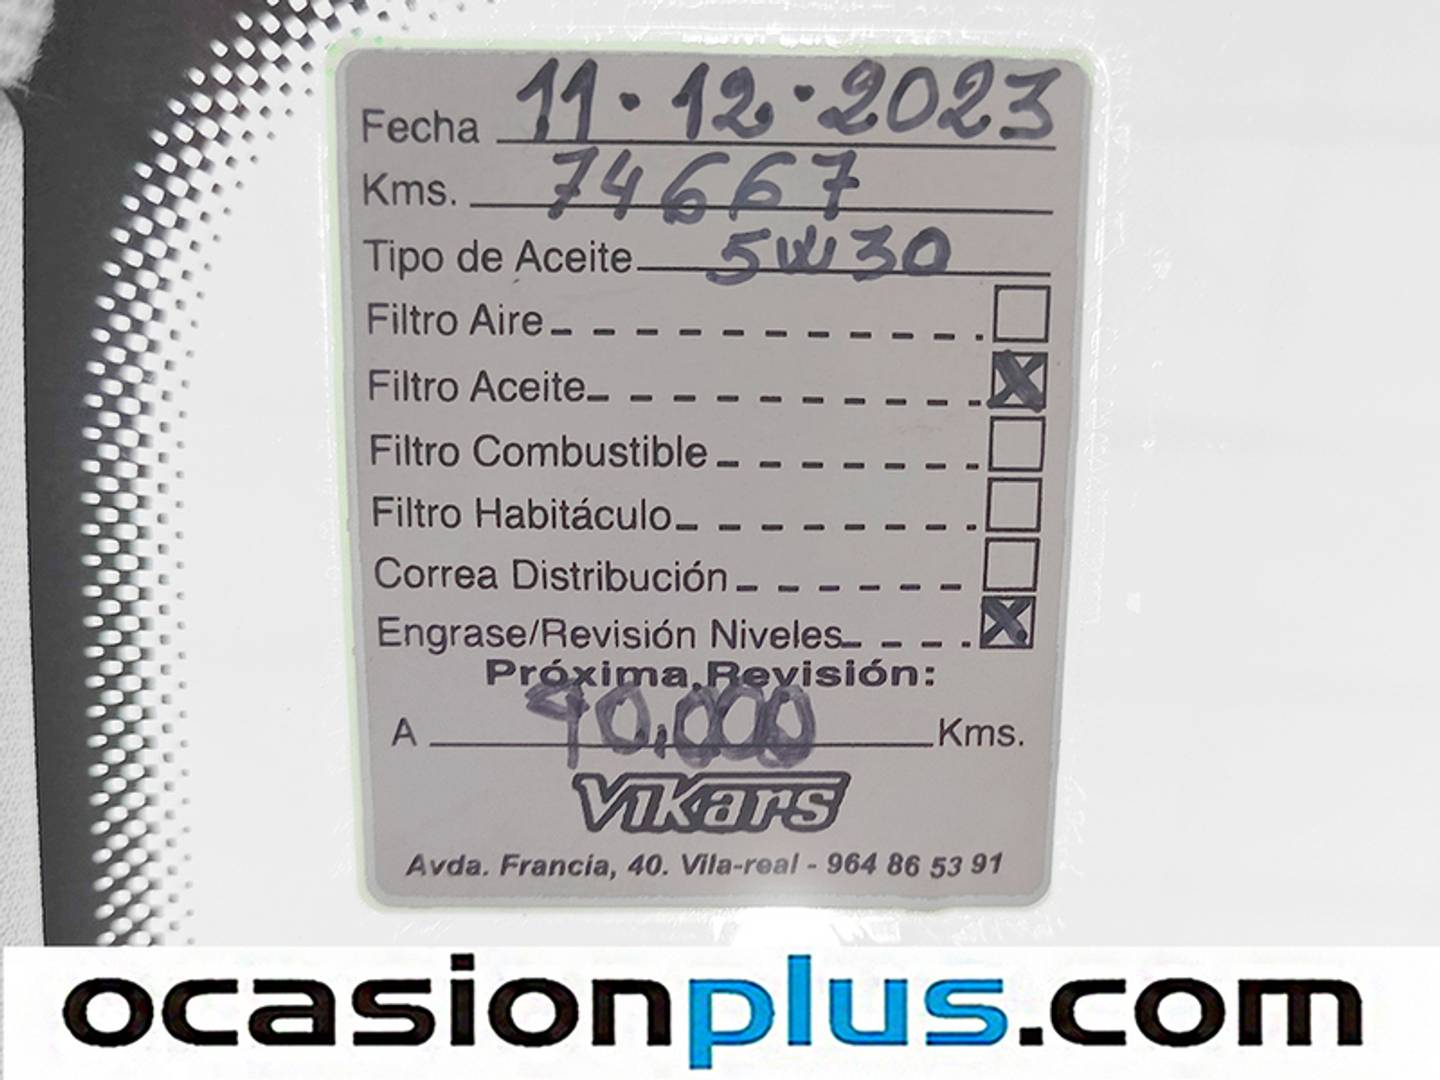 Fecha 11·12·2023
Kms. 74667
Tipo de Aceite 5W30
Filtro Aire
Filtro Aceite X
Filtro Combustible
Filtro Habitáculo
Correa Distribución
Engrase/Revisión Niveles X
Próxima Revisión:
A 90.000 Kms.
Vikars
Avda. Francia, 40. Vila-real - 964 86 53 91
ocasionplus.com